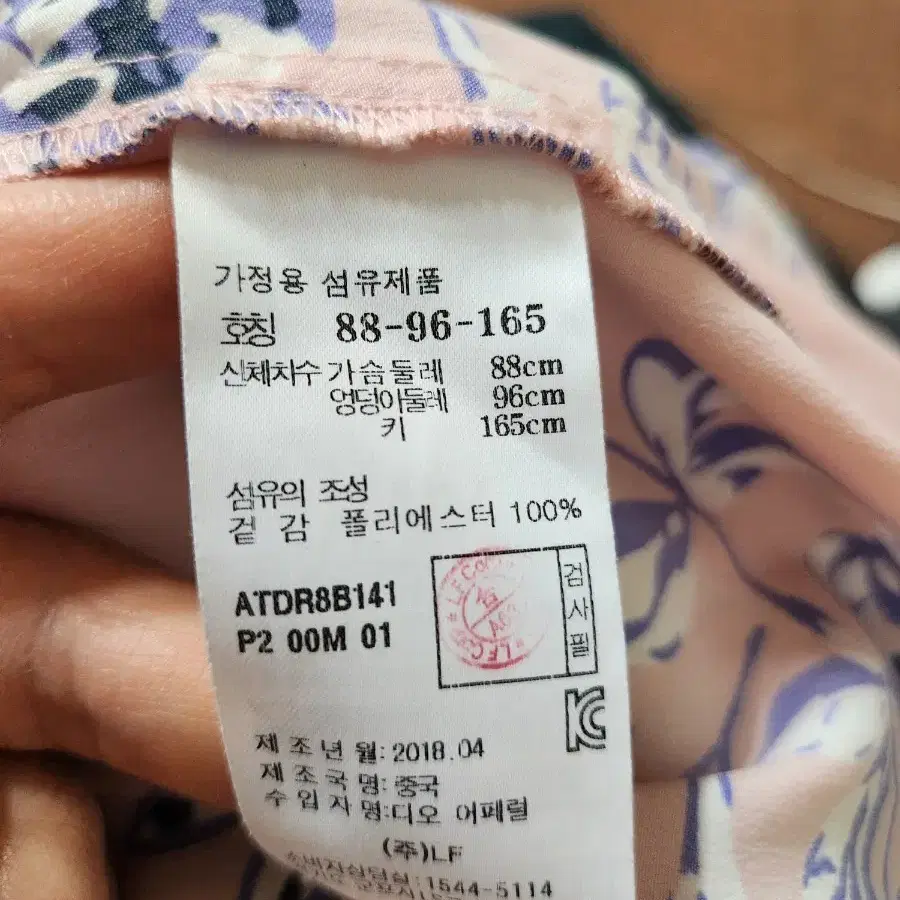 가정용 섬유제품
호칭 88-96-165
신체치수 가슴둘레 88cm
엉덩이둘레 96cm
키 165cm
섬유의 조성
겉 감 폴리에스터 100%
ATDR8B141
P2 00M 01
검사필
제조년월: 2018.04
제조국명: 중국
수입자명:디오 어페럴
(주)LF
1544-5114